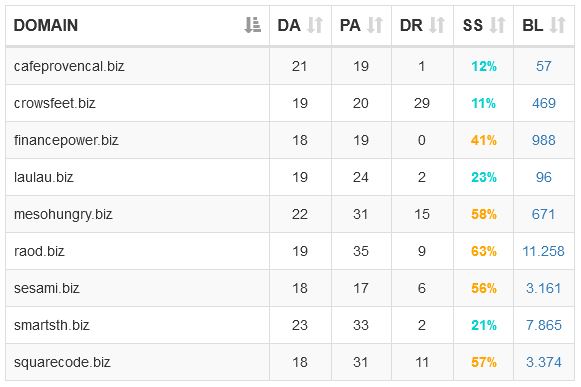 DOMAIN DA PA DR SS BL
cafeprovencal.biz 21 19 1 12% 57
crowsfeet.biz 19 20 29 11% 469
financepower.biz 18 19 0 41% 988
laulau.biz 19 24 2 23% 96
mesohungry.biz 22 31 15 58% 671
raod.biz 19 35 9 63% 11.258
sesami.biz 18 17 6 56% 3.161
smartsth.biz 23 33 2 21% 7.865
squarecode.biz 18 31 11 57% 3.374